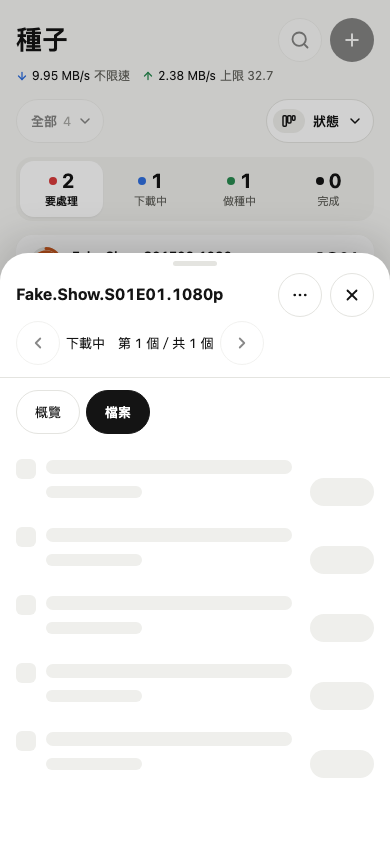 種子
9.95 MB/s 不限速 2.38 MB/s 上限 32.7
全部 4
狀態
2 1 1 0
要處理 下載中 做種中 完成
Fake.Show.S01E01.1080p
下載中 第 1 個 / 共 1 個
概覽 檔案